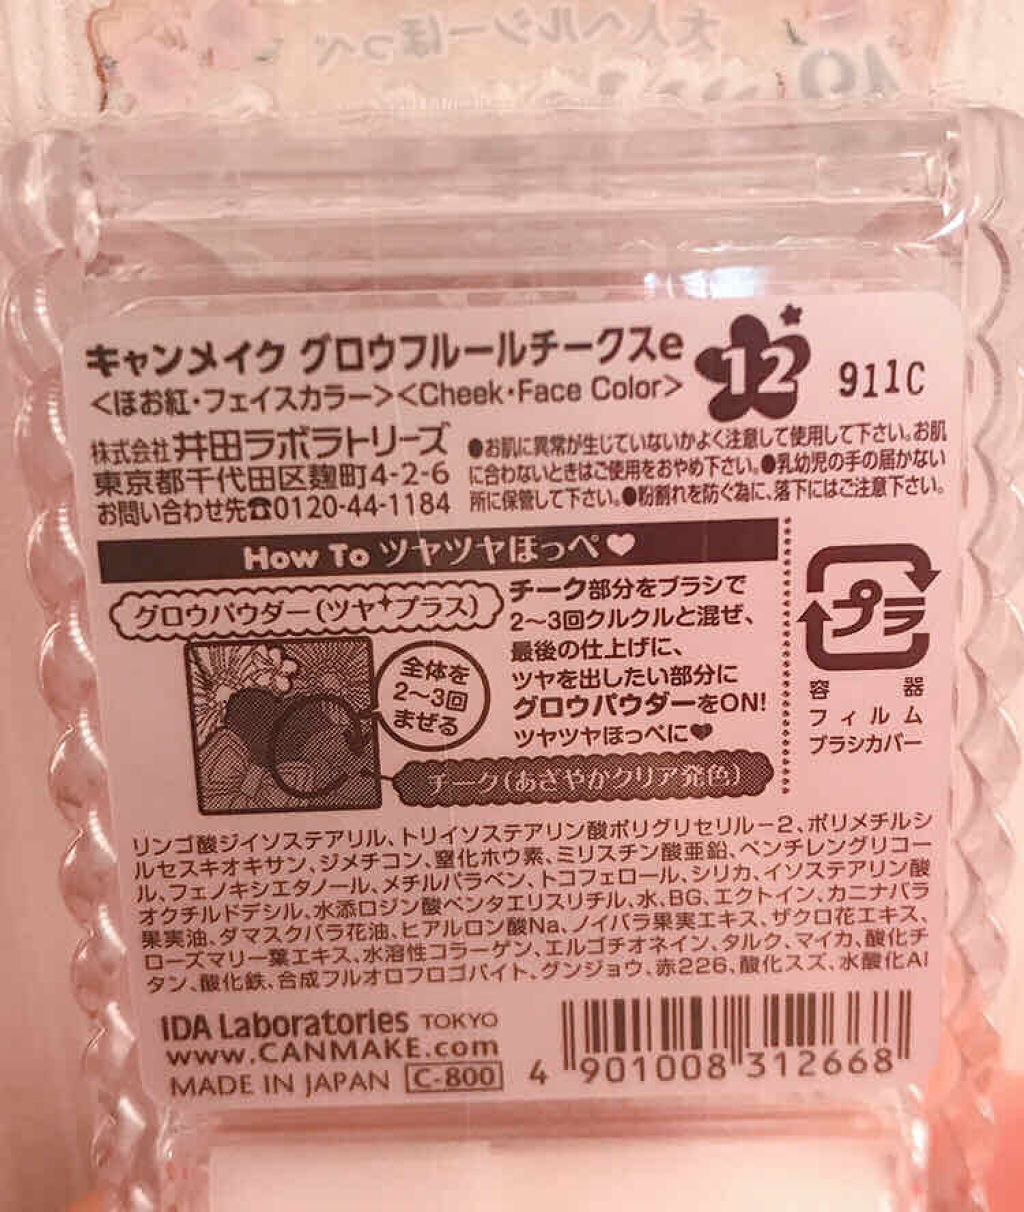 大人ヘルシーほっぺ
キャンメイク グロウフルールチークスe
12
911C
<ほお紅・フェイスカラー><Cheek・Face Color>
株式会社 井田ラボラトリーズ
東京都千代田区麹町4-2-6
お問い合わせ先☎0120-44-1184
●お肌に異常が生じていないかよく注意して使用して下さい。お肌
に合わないときはご使用をおやめ下さい。●乳幼児の手の届かない
所に保管して下さい。●粉割れを防ぐ為に、落下にはご注意下さい。
How To ツヤツヤほっぺ♥
グロウパウダー(ツヤ✦プラス)
全体を
2〜3回
まぜる
チーク(あざやかクリア発色)
チーク部分をブラシで
2〜3回クルクルと混ぜ、
最後の仕上げに、
ツヤを出したい部分に
グロウパウダーをON!
ツヤツヤほっぺに♥
プラ
容器
フィルム
ブラシカバー
リンゴ酸ジイソステアリル、トリイソステアリン酸ポリグリセリル－2、ポリメチルシ
ルセスキオキサン、ジメチコン、窒化ホウ素、ミリスチン酸亜鉛、ペンチレングリコー
ル、フェノキシエタノール、メチルパラベン、トコフェロール、シリカ、イソステアリン酸
オクチルドデシル、水添ロジン酸ペンタエリスリチル、水、BG、エクトイン、カニナバラ
果実油、ダマスクバラ花油、ヒアルロン酸Na、ノイバラ果実エキス、ザクロ花エキス、
ローズマリー葉エキス、水溶性コラーゲン、エルゴチオネイン、タルク、マイカ、酸化チ
タン、酸化鉄、合成フルオロフロゴパイト、グンジョウ、赤226、酸化スズ、水酸化Al
IDA Laboratories TOKYO
www.CANMAKE.com
MADE IN JAPAN C-800
4 901008 312668